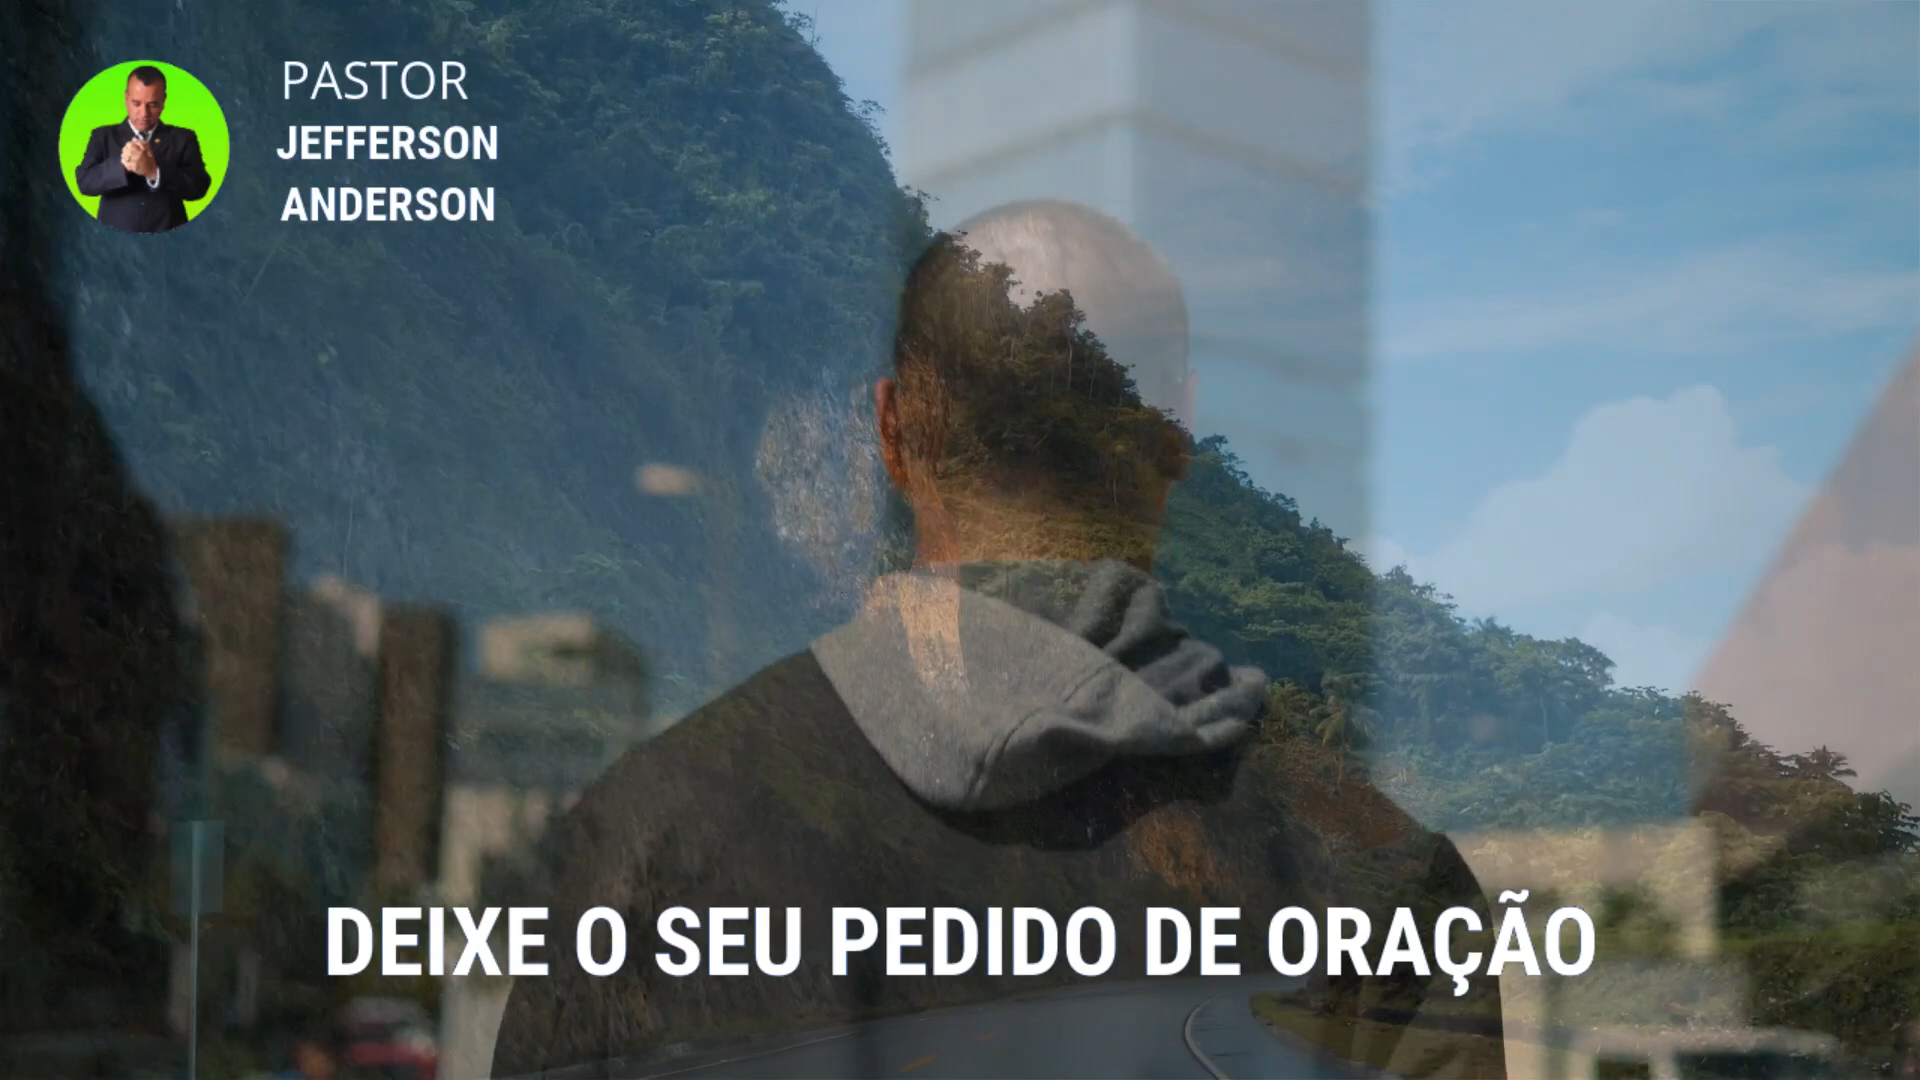 PASTOR
JEFFERSON
ANDERSON
DEIXE O SEU PEDIDO DE ORAÇÃO